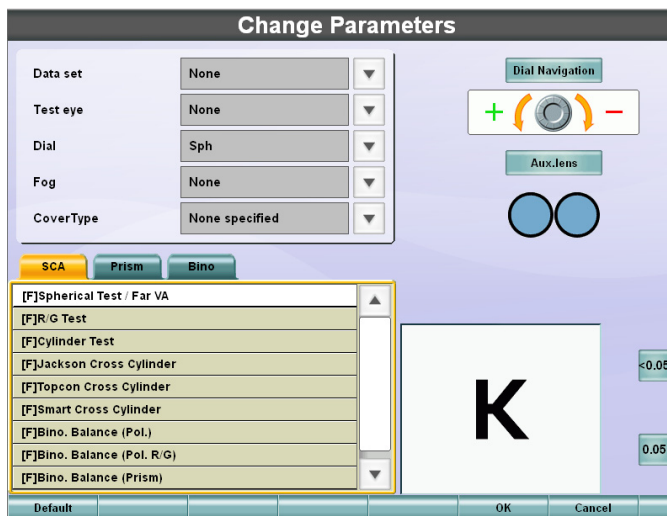 Change Parameters
Data set None
Test eye None
Dial Sph
Fog None
CoverType None specified
Dial Navigation
+ −
Aux.lens
SCA Prism Bino
[F]Spherical Test / Far VA
[F]R/G Test
[F]Cylinder Test
[F]Jackson Cross Cylinder
[F]Topcon Cross Cylinder
[F]Smart Cross Cylinder
[F]Bino. Balance (Pol.)
[F]Bino. Balance (Pol. R/G)
[F]Bino. Balance (Prism)
K
<0.05
0.05
Default OK Cancel